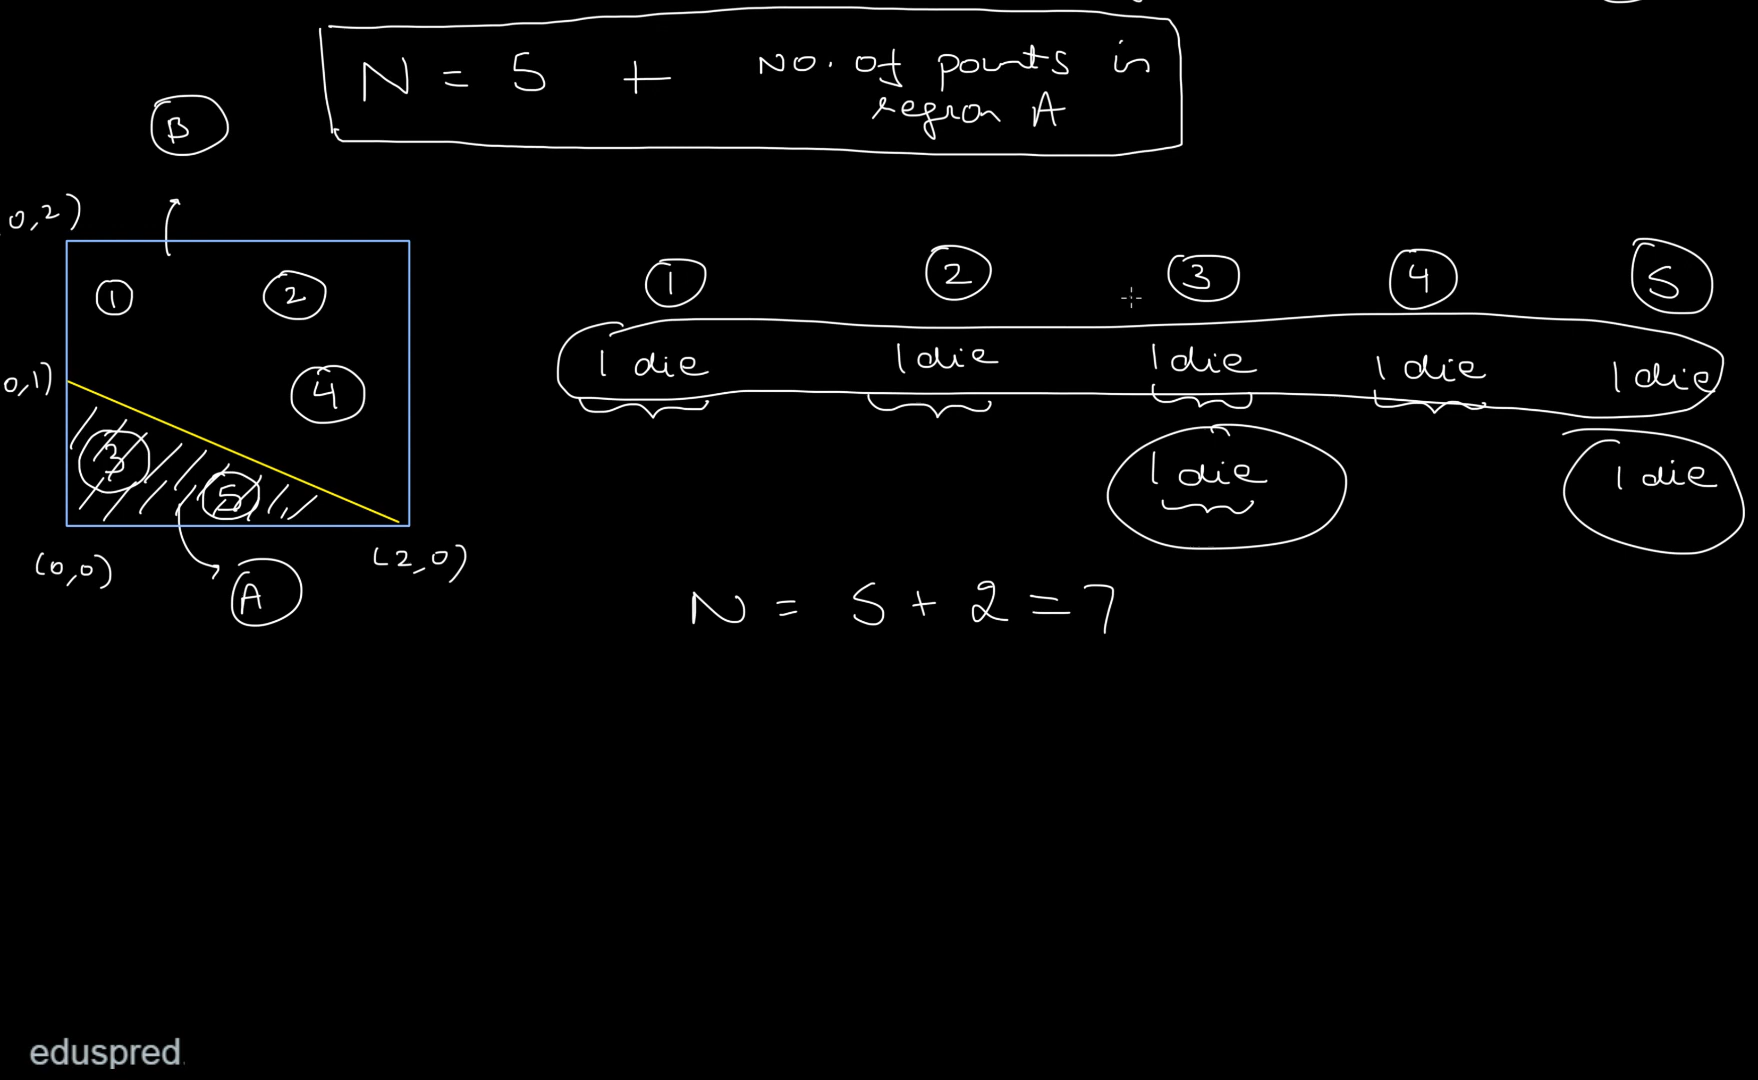 N = 5 + No. of points in
region A
B
0,2)
1 2
0,1)
4
3
5
(0,0)
(2,0)
A
1 2 3 4 5
1 die 1 die 1 die 1 die 1 die
1 die 1 die
N = 5 + 2 = 7
eduspred.